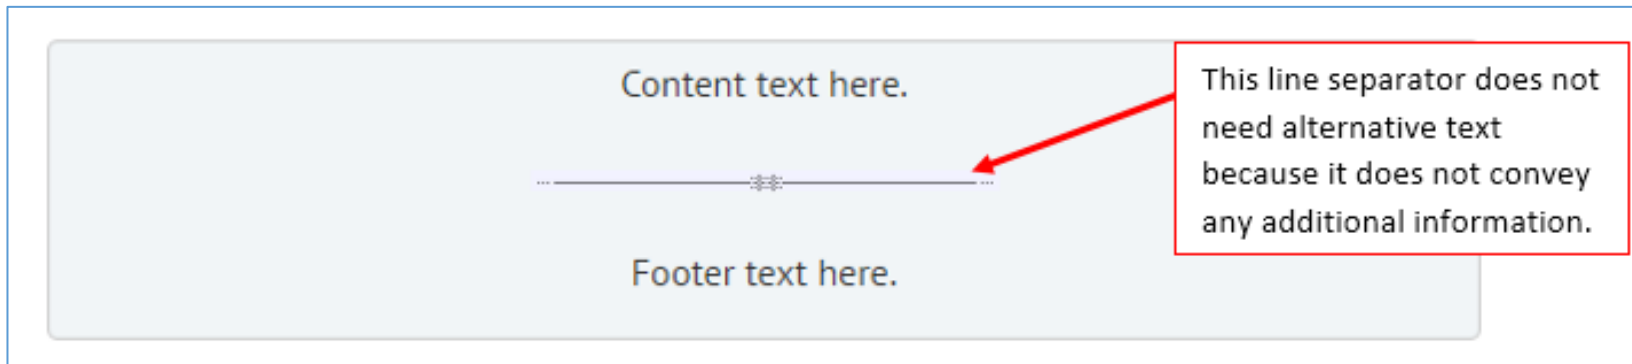 Content text here.
This line separator does not
need alternative text
because it does not convey
any additional information.
Footer text here.